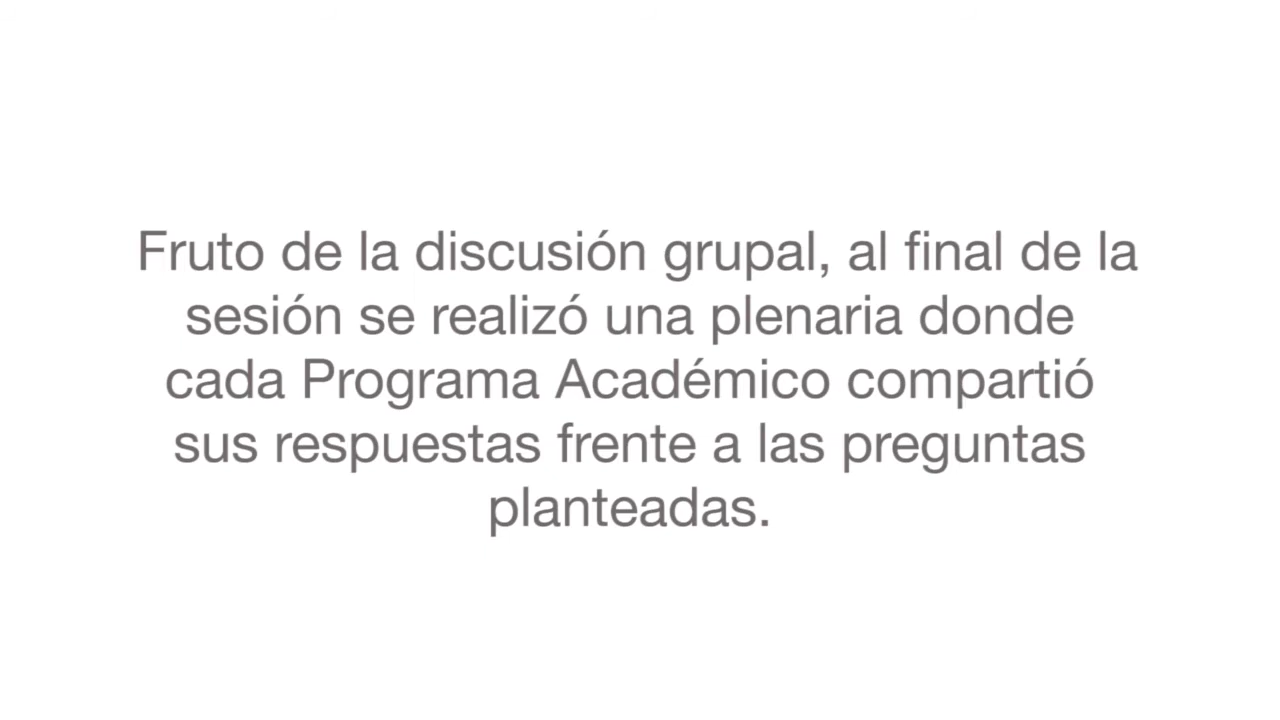 Fruto de la discusión grupal, al final de la
sesión se realizó una plenaria donde
cada Programa Académico compartió
sus respuestas frente a las preguntas
planteadas.